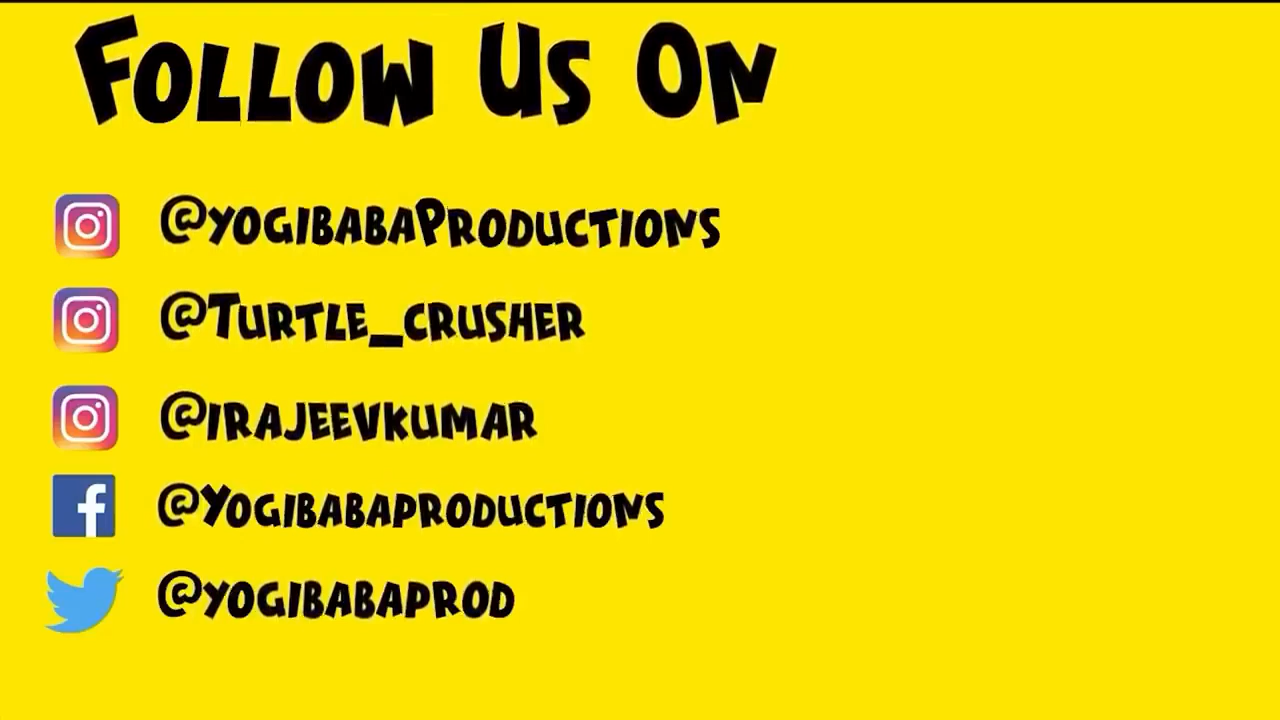 Follow Us On
@yogibabaProductions
@Turtle_crusher
@irajeevkumar
@Yogibabaproductions
@yogibabaprod